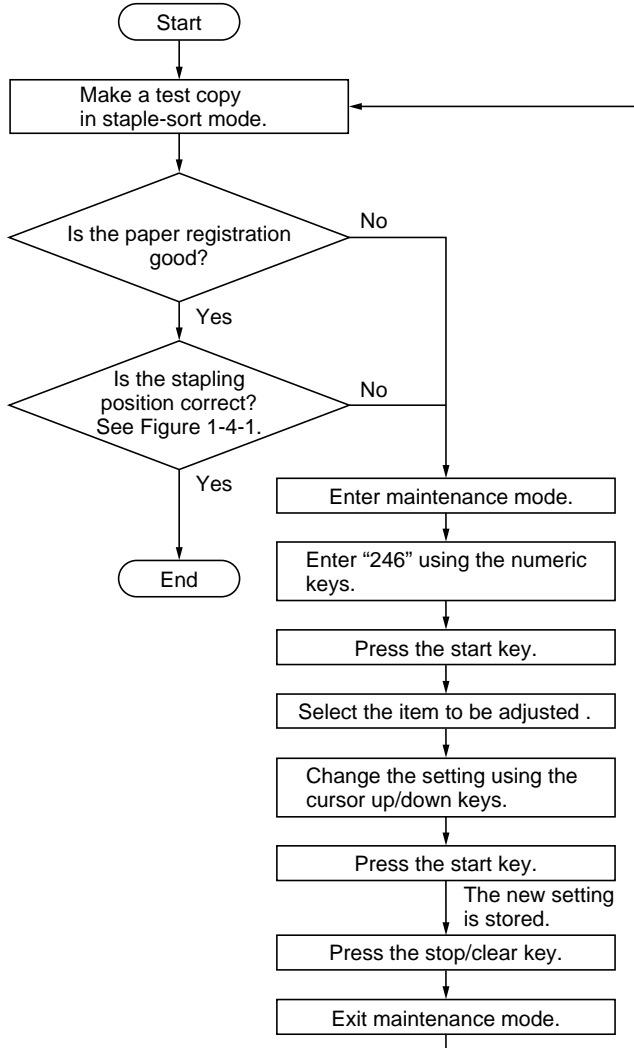 Start
Make a test copy
in staple-sort mode.
Is the paper registration
good?
No
Yes
Is the stapling
position correct?
See Figure 1-4-1.
No
Yes
End
Enter maintenance mode.
Enter “246” using the numeric
keys.
Press the start key.
Select the item to be adjusted .
Change the setting using the
cursor up/down keys.
Press the start key.
The new setting
is stored.
Press the stop/clear key.
Exit maintenance mode.